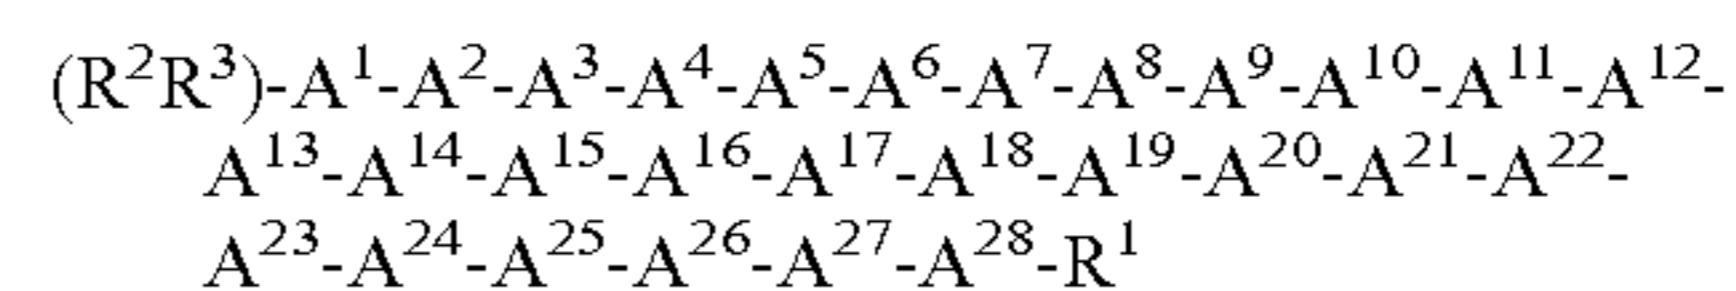 (R²R³)-A¹-A²-A³-A⁴-A⁵-A⁶-A⁷-A⁸-A⁹-A¹⁰-A¹¹-A¹²-
A¹³-A¹⁴-A¹⁵-A¹⁶-A¹⁷-A¹⁸-A¹⁹-A²⁰-A²¹-A²²-
A²³-A²⁴-A²⁵-A²⁶-A²⁷-A²⁸-R¹